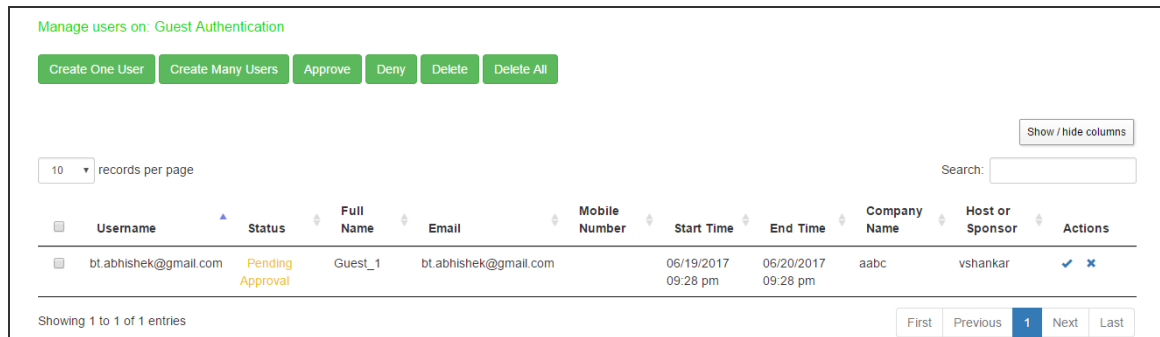 Manage users on: Guest Authentication
Create One User Create Many Users Approve Deny Delete Delete All
Show / hide columns
10 records per page Search:
Username Status Full Name Email Mobile Number Start Time End Time Company Name Host or Sponsor Actions
bt.abhishek@gmail.com Pending Approval Guest_1 bt.abhishek@gmail.com 06/19/2017 09:28 pm 06/20/2017 09:28 pm aabc vshankar
Showing 1 to 1 of 1 entries First Previous 1 Next Last